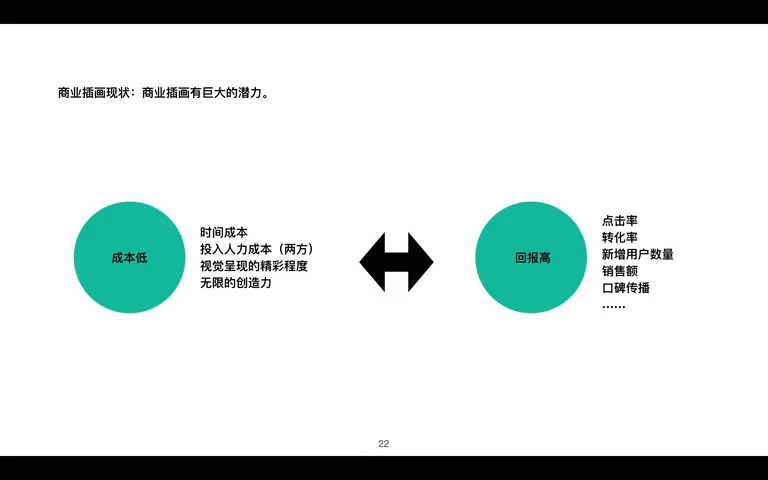 商业插画现状：商业插画有巨大的潜力。
成本低
时间成本
投入人力成本（两方）
视觉呈现的精彩程度
无限的创造力
回报高
点击率
转化率
新增用户数量
销售额
口碑传播
……
22